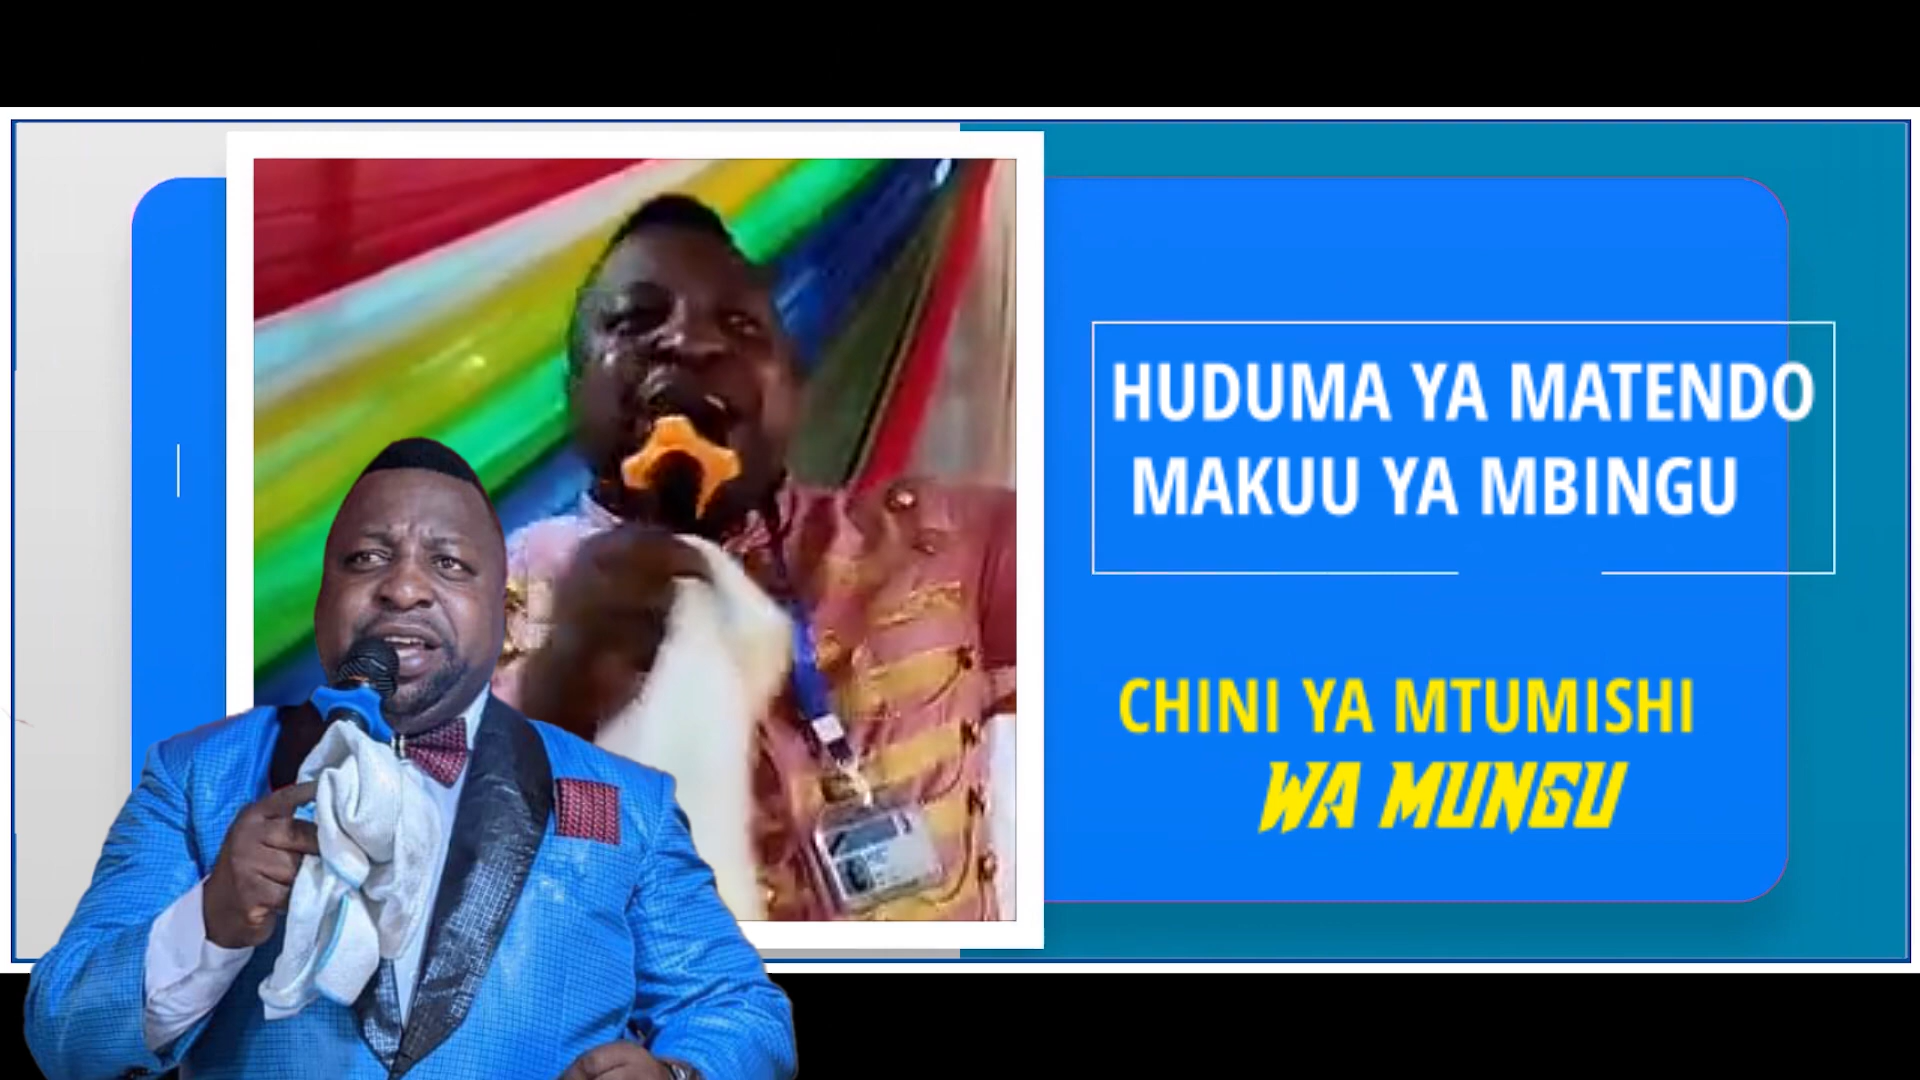 HUDUMA YA MATENDO
MAKUU YA MBINGU
CHINI YA MTUMISHI
WA MUNGU